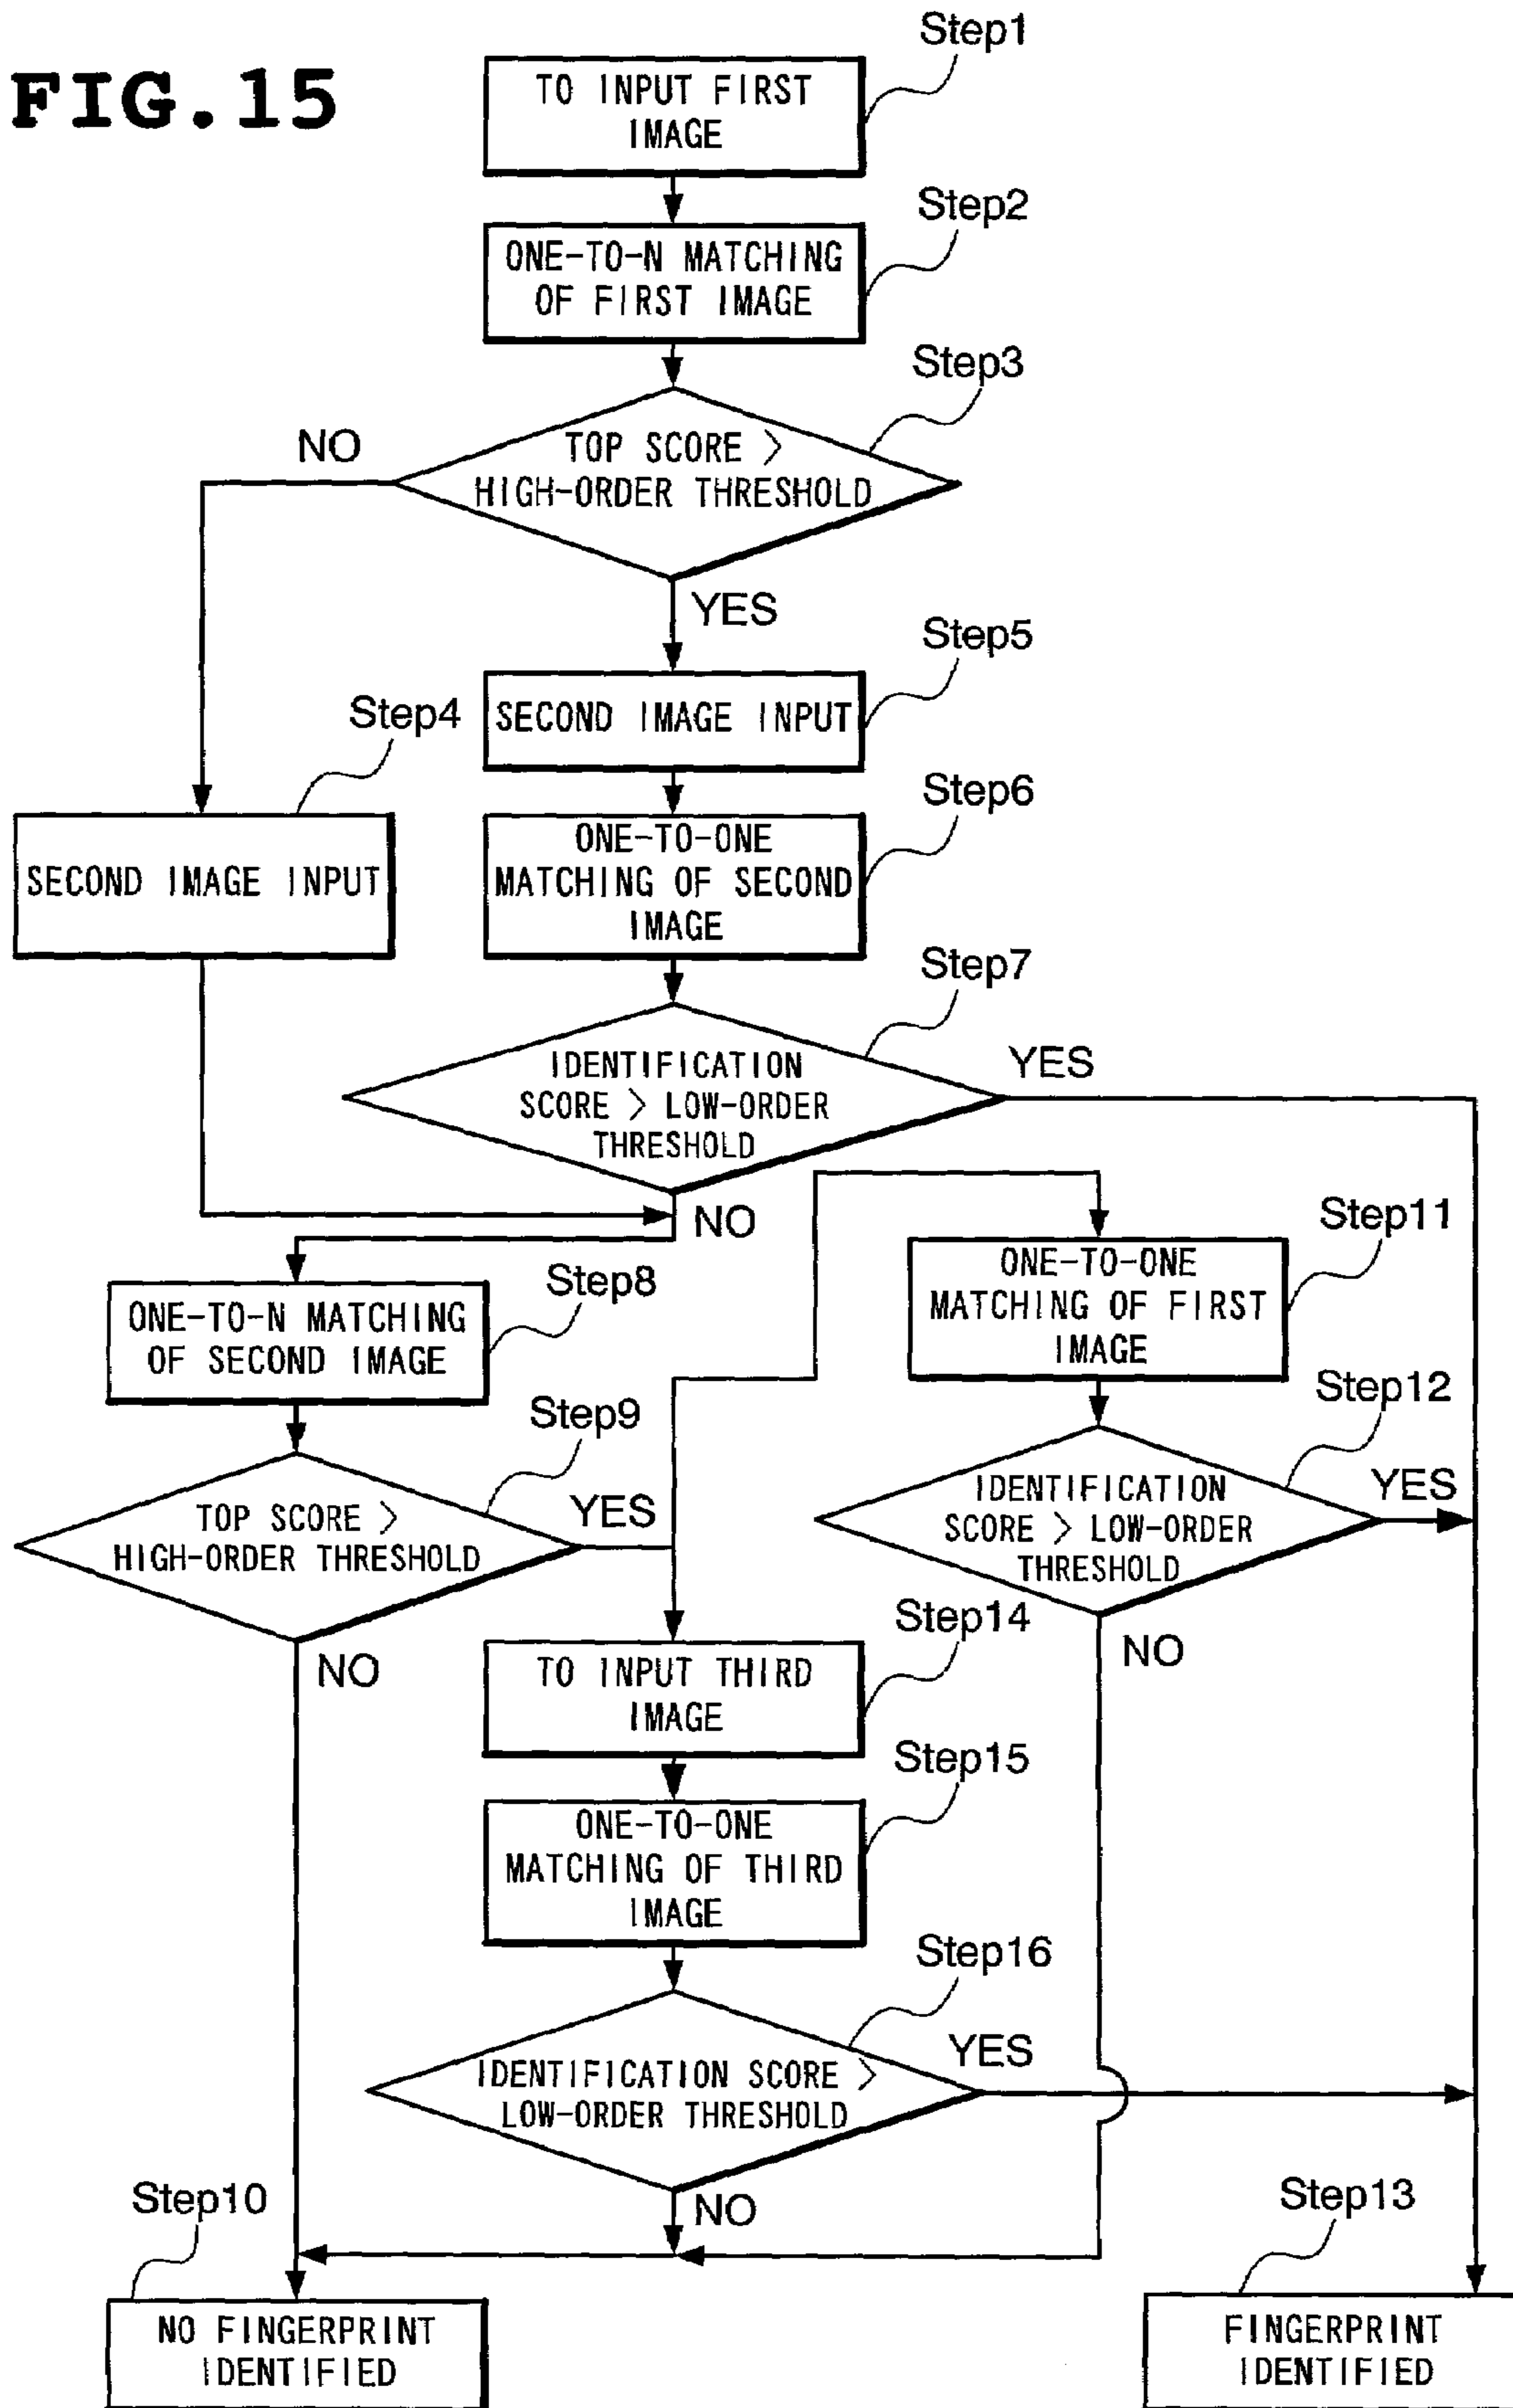 FIG.15
Step1
TO INPUT FIRST
IMAGE
Step2
ONE-TO-N MATCHING
OF FIRST IMAGE
Step3
NO
TOP SCORE >
HIGH-ORDER THRESHOLD
YES
Step5
Step4
SECOND IMAGE INPUT
Step6
SECOND IMAGE INPUT
ONE-TO-ONE
MATCHING OF SECOND
IMAGE
Step7
YES
IDENTIFICATION
SCORE > LOW-ORDER
THRESHOLD
NO
Step11
Step8
ONE-TO-ONE
MATCHING OF FIRST
IMAGE
ONE-TO-N MATCHING
OF SECOND IMAGE
Step12
Step9
YES
YES
IDENTIFICATION
SCORE > LOW-ORDER
THRESHOLD
TOP SCORE >
HIGH-ORDER THRESHOLD
Step14
NO
NO
TO INPUT THIRD
IMAGE
Step15
ONE-TO-ONE
MATCHING OF THIRD
IMAGE
Step16
YES
IDENTIFICATION SCORE >
LOW-ORDER THRESHOLD
Step10
NO
Step13
NO FINGERPRINT
IDENTIFIED
FINGERPRINT
IDENTIFIED